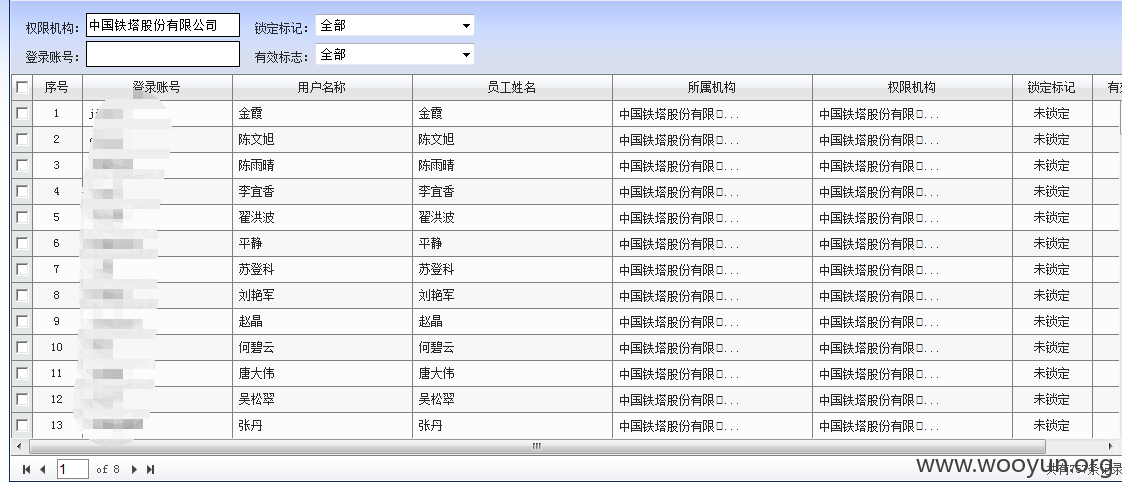 权限机构: 中国铁塔股份有限公司 锁定标记: 全部
登录账号: 有效标志: 全部
序号 登录账号 用户名称 员工姓名 所属机构 权限机构 锁定标记
1 金霞 金霞 中国铁塔股份有限... 中国铁塔股份有限... 未锁定
2 陈文旭 陈文旭 中国铁塔股份有限... 中国铁塔股份有限... 未锁定
3 陈雨晴 陈雨晴 中国铁塔股份有限... 中国铁塔股份有限... 未锁定
4 李宜香 李宜香 中国铁塔股份有限... 中国铁塔股份有限... 未锁定
5 翟洪波 翟洪波 中国铁塔股份有限... 中国铁塔股份有限... 未锁定
6 平静 平静 中国铁塔股份有限... 中国铁塔股份有限... 未锁定
7 苏登科 苏登科 中国铁塔股份有限... 中国铁塔股份有限... 未锁定
8 刘艳军 刘艳军 中国铁塔股份有限... 中国铁塔股份有限... 未锁定
9 赵晶 赵晶 中国铁塔股份有限... 中国铁塔股份有限... 未锁定
10 何碧云 何碧云 中国铁塔股份有限... 中国铁塔股份有限... 未锁定
11 唐大伟 唐大伟 中国铁塔股份有限... 中国铁塔股份有限... 未锁定
12 吴松翠 吴松翠 中国铁塔股份有限... 中国铁塔股份有限... 未锁定
13 张丹 张丹 中国铁塔股份有限... 中国铁塔股份有限... 未锁定
1 of 8
www.wooyun.org